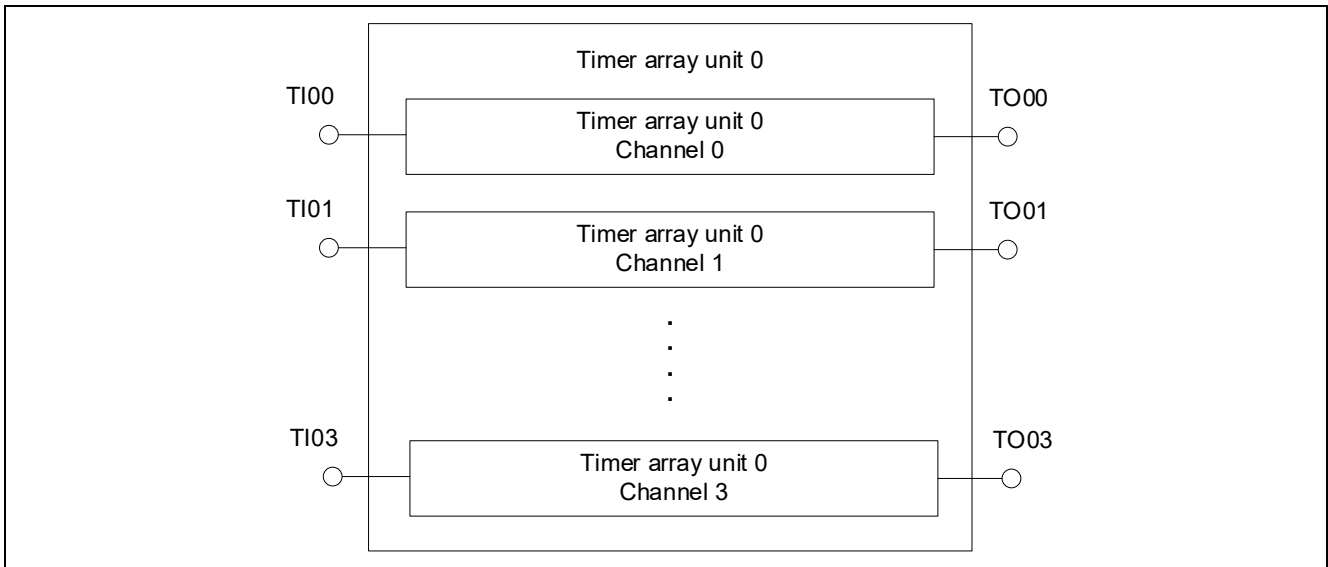 Timer array unit 0
TI00
Timer array unit 0
Channel 0
TO00
TI01
Timer array unit 0
Channel 1
TO01
TI03
Timer array unit 0
Channel 3
TO03